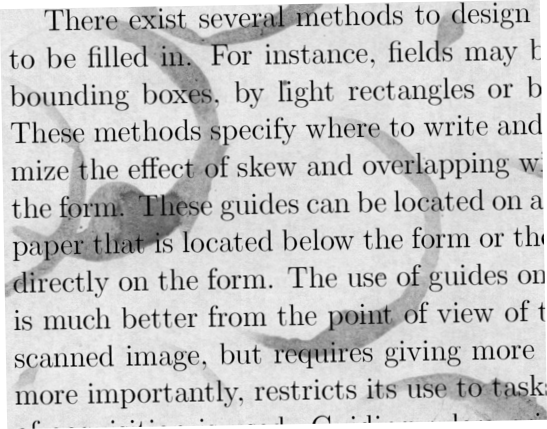 There exist several methods to design
to be filled in. For instance, fields may
bounding boxes, by light rectangles or
These methods specify where to write and
mize the effect of skew and overlapping
the form. These guides can be located on a
paper that is located below the form or
directly on the form. The use of guides on
is much better from the point of view of
scanned image, but requires giving more
more importantly, restricts its use to